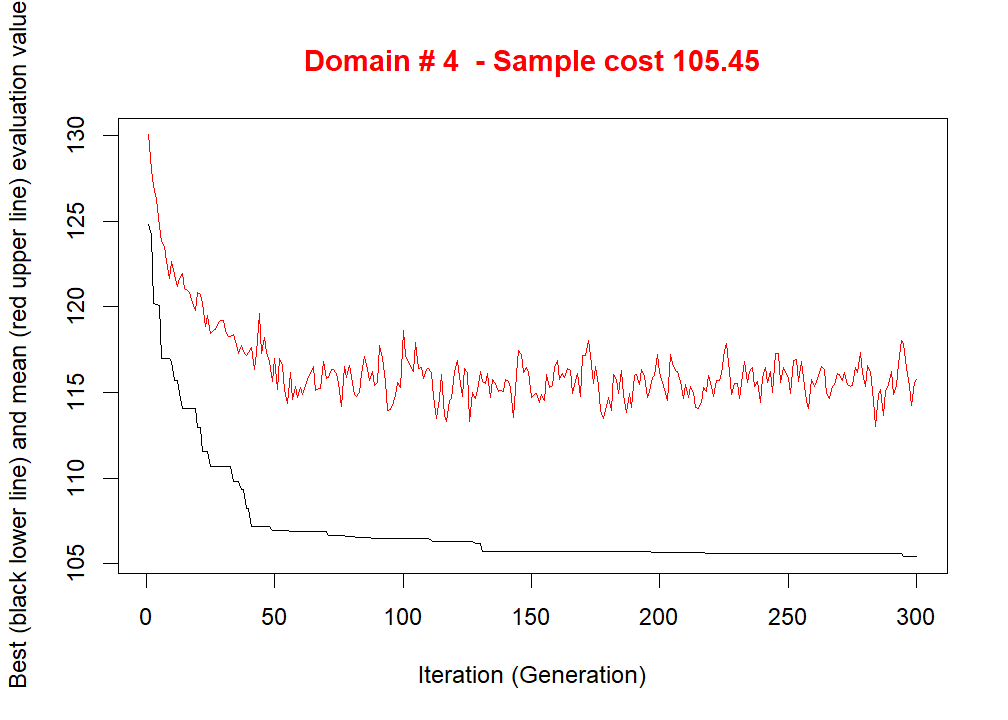 Domain # 4  - Sample cost 105.45
Best (black lower line) and mean (red upper line) evaluation value
130
125
120
115
110
105
0 50 100 150 200 250 300
Iteration (Generation)